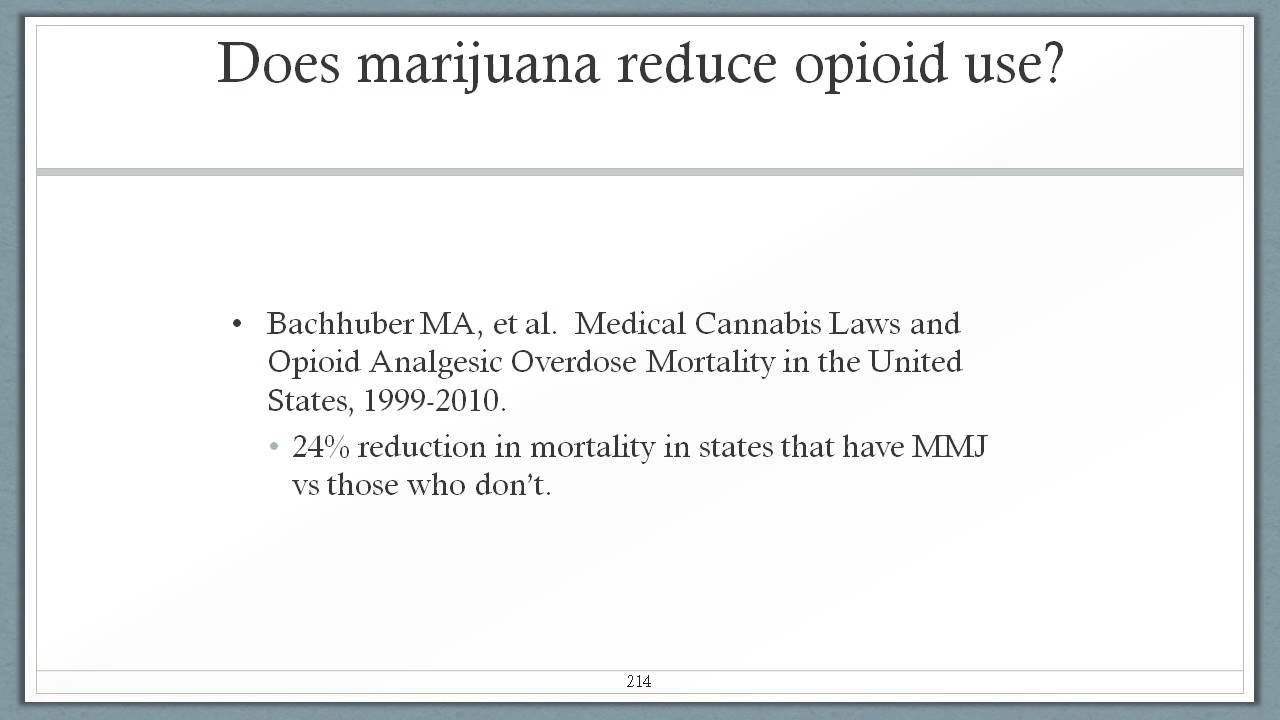 Does marijuana reduce opioid use?
• Bachhuber MA, et al.  Medical Cannabis Laws and
Opioid Analgesic Overdose Mortality in the United
States, 1999-2010.
• 24% reduction in mortality in states that have MMJ
vs those who don’t.
214